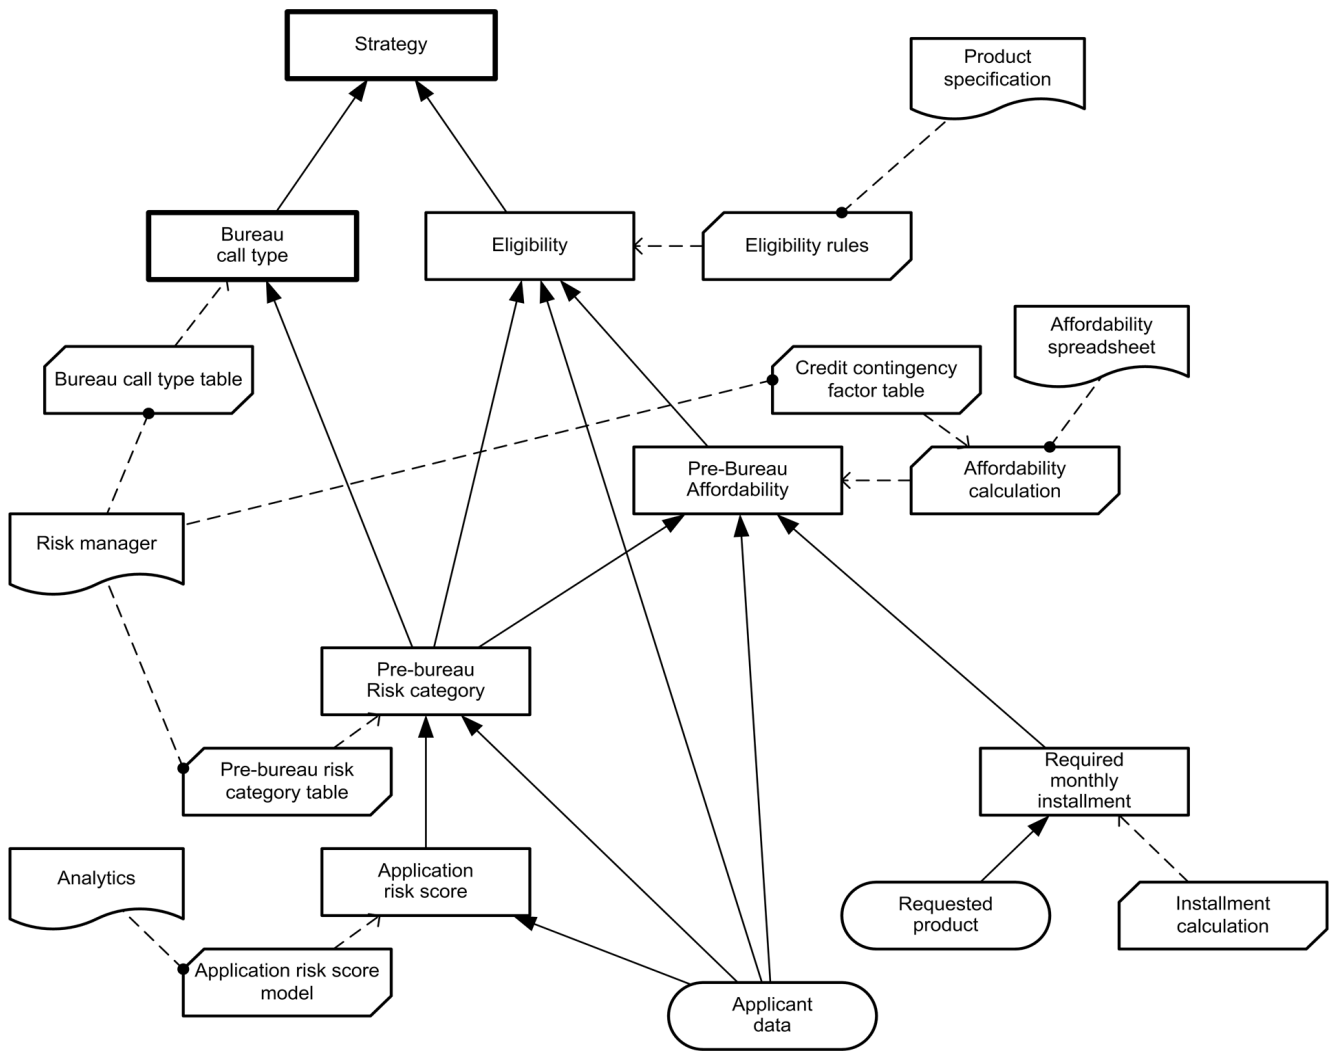 Strategy
Product
specification
Bureau
call type
Eligibility
Eligibility rules
Affordability
spreadsheet
Bureau call type table
Credit contingency
factor table
Pre-Bureau
Affordability
Affordability
calculation
Risk manager
Pre-bureau
Risk category
Pre-bureau risk
category table
Required
monthly
installment
Analytics
Application
risk score
Requested
product
Installment
calculation
Application risk score
model
Applicant
data